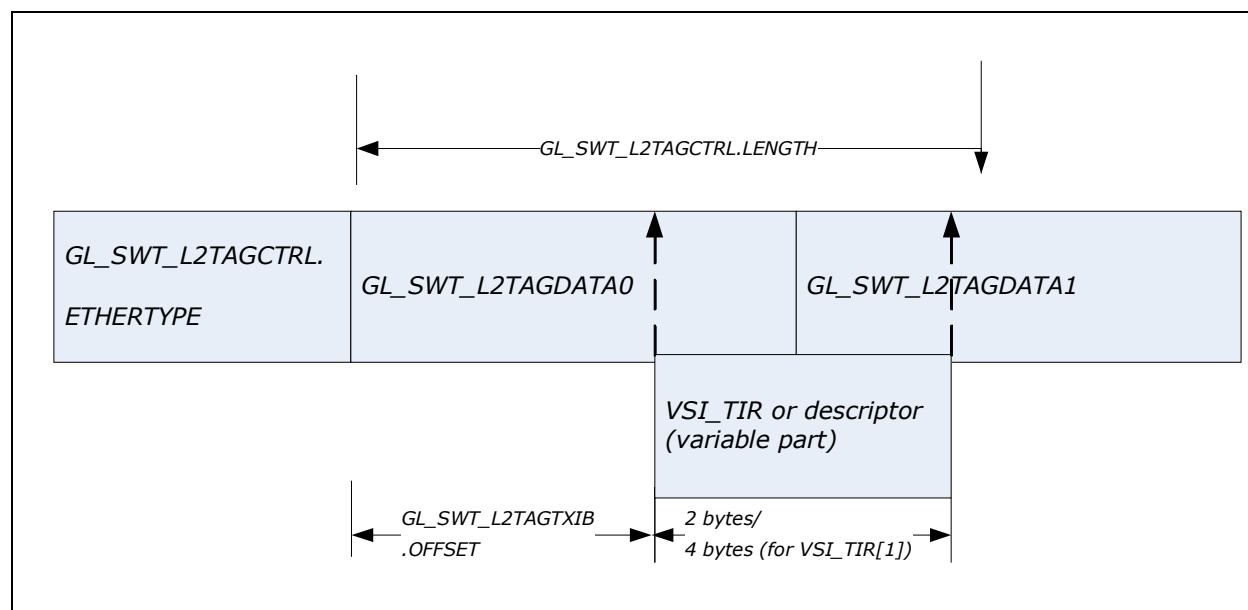 GL_SWT_L2TAGCTRL.LENGTH
GL_SWT_L2TAGCTRL.
ETHERTYPE
GL_SWT_L2TAGDATA0
GL_SWT_L2TAGDATA1
VSI_TIR or descriptor
(variable part)
GL_SWT_L2TAGTXIB
.OFFSET
2 bytes/
4 bytes (for VSI_TIR[1])